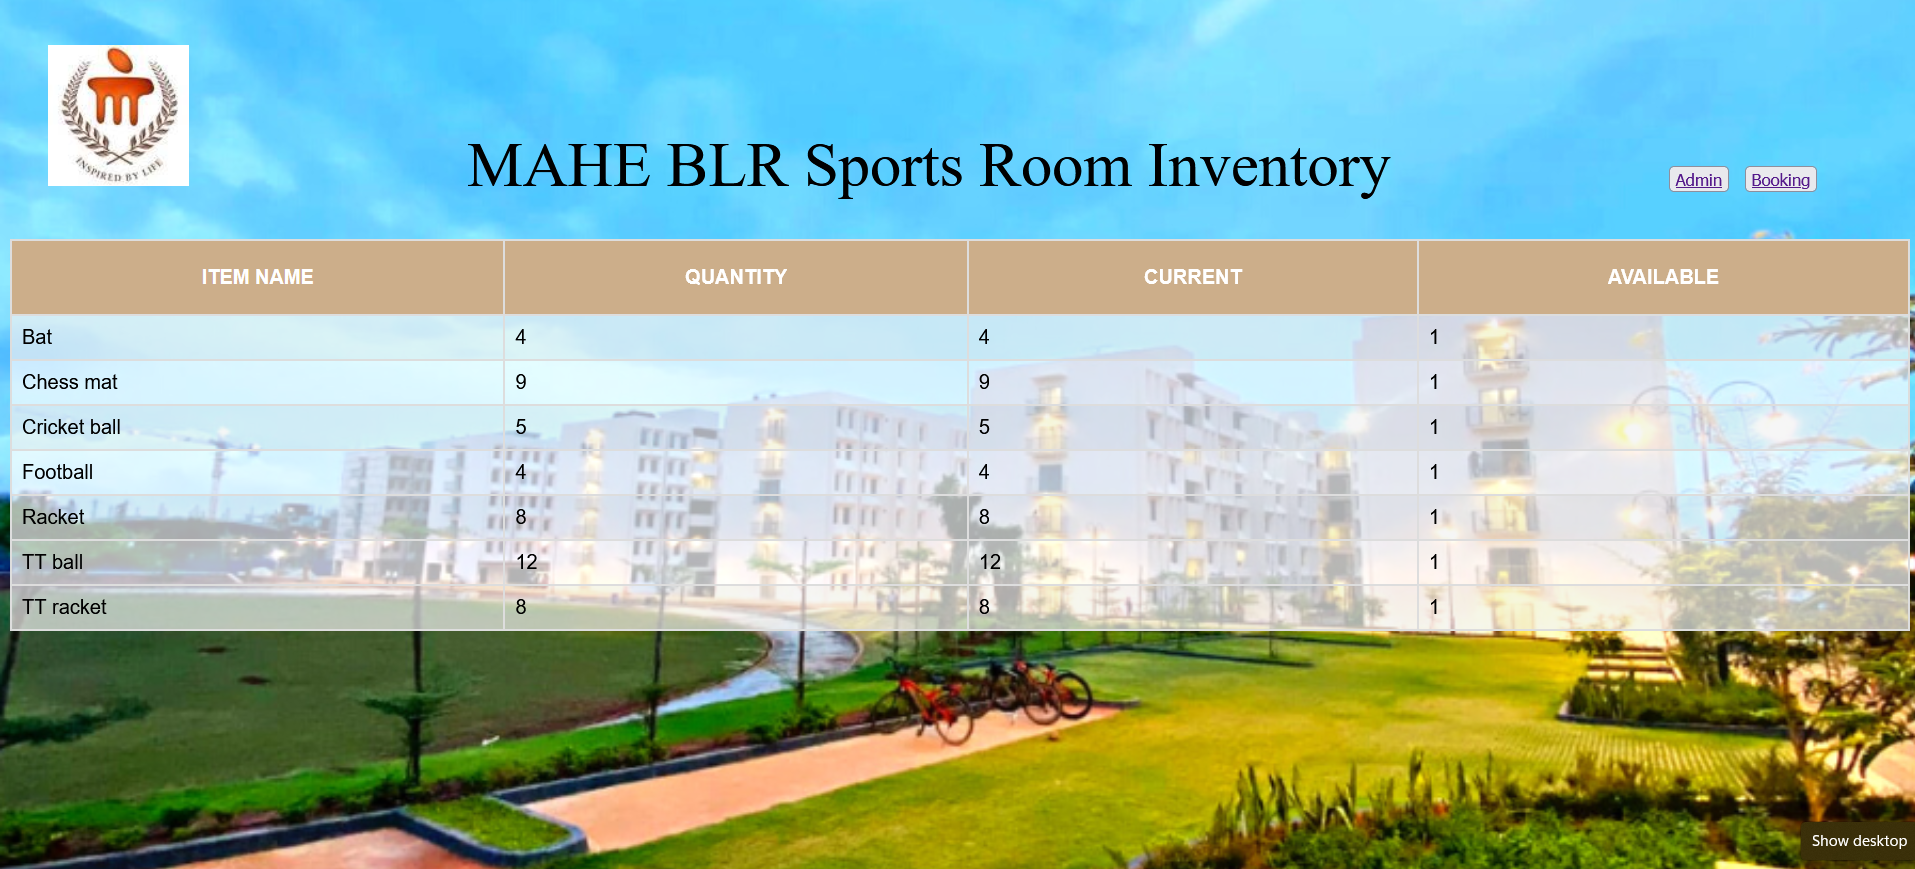 INSPIRED BY LIFE
MAHE BLR Sports Room Inventory
Admin Booking
ITEM NAME QUANTITY CURRENT AVAILABLE
Bat 4 4 1
Chess mat 9 9 1
Cricket ball 5 5 1
Football 4 4 1
Racket 8 8 1
TT ball 12 12 1
TT racket 8 8 1
Show desktop